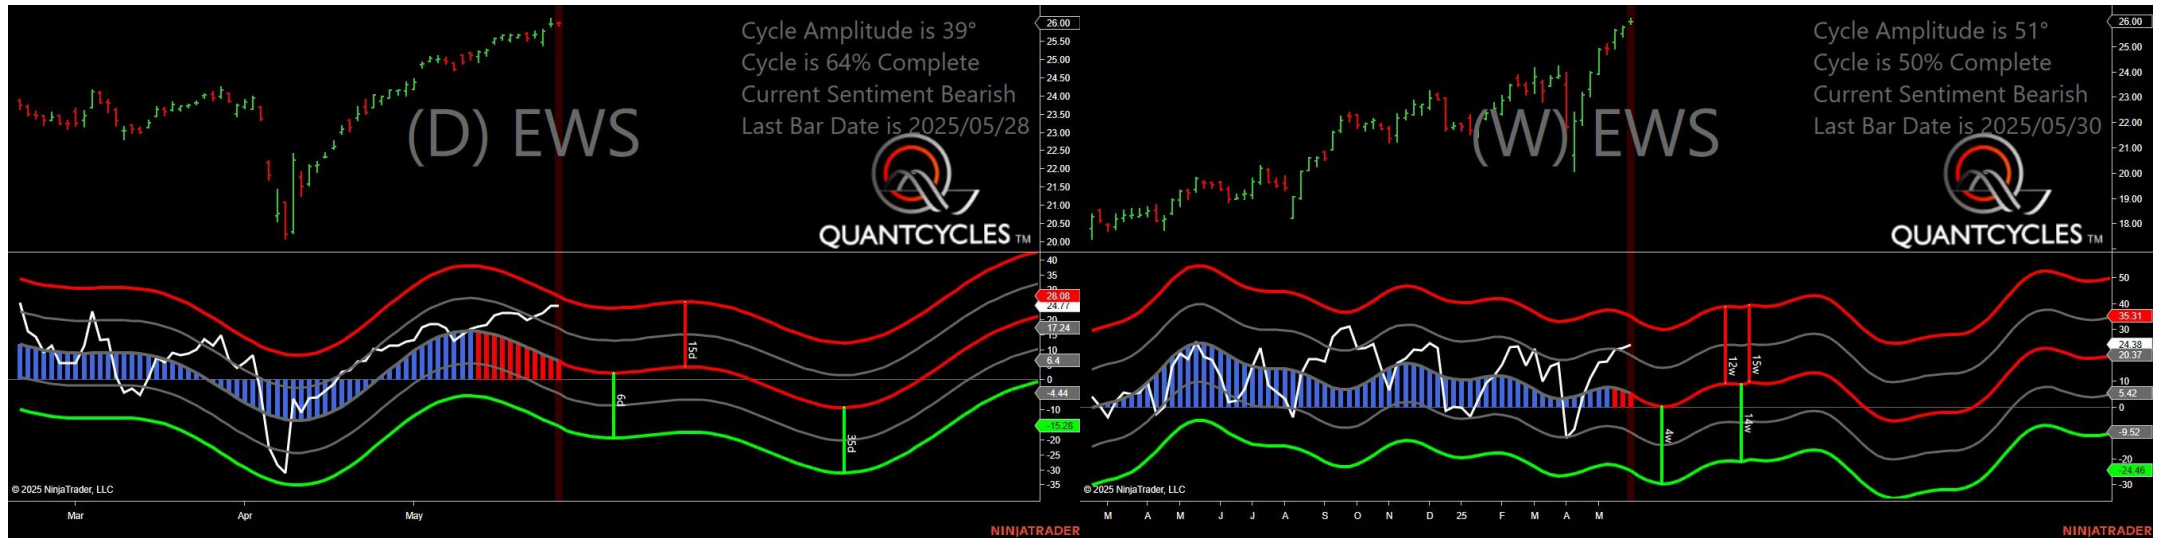 Cycle Amplitude is 39°
Cycle is 64% Complete
Current Sentiment Bearish
Last Bar Date is 2025/05/28
(D) EWS
QUANTCYCLES TM
26.00
25.50
25.00
24.50
24.00
23.50
23.00
22.50
22.00
21.50
21.00
20.50
20.00
40
35
28.08
24.77
20
17.24
15
10
6.4
0
-4.44
-10
-15.28
-20
-25
-30
-35
15d
6d
35d
© 2025 NinjaTrader, LLC
Mar Apr May
NINJATRADER
Cycle Amplitude is 51°
Cycle is 50% Complete
Current Sentiment Bearish
Last Bar Date is 2025/05/30
(W) EWS
QUANTCYCLES TM
26.00
25.00
24.00
23.00
22.00
21.00
20.00
19.00
18.00
50
40
35.31
30
24.38
20.37
10
5.42
0
-9.52
-20
-24.46
-30
12w
15w
4w
14w
© 2025 NinjaTrader, LLC
M A M J J A S O N D 25 F M A M
NINJATRADER